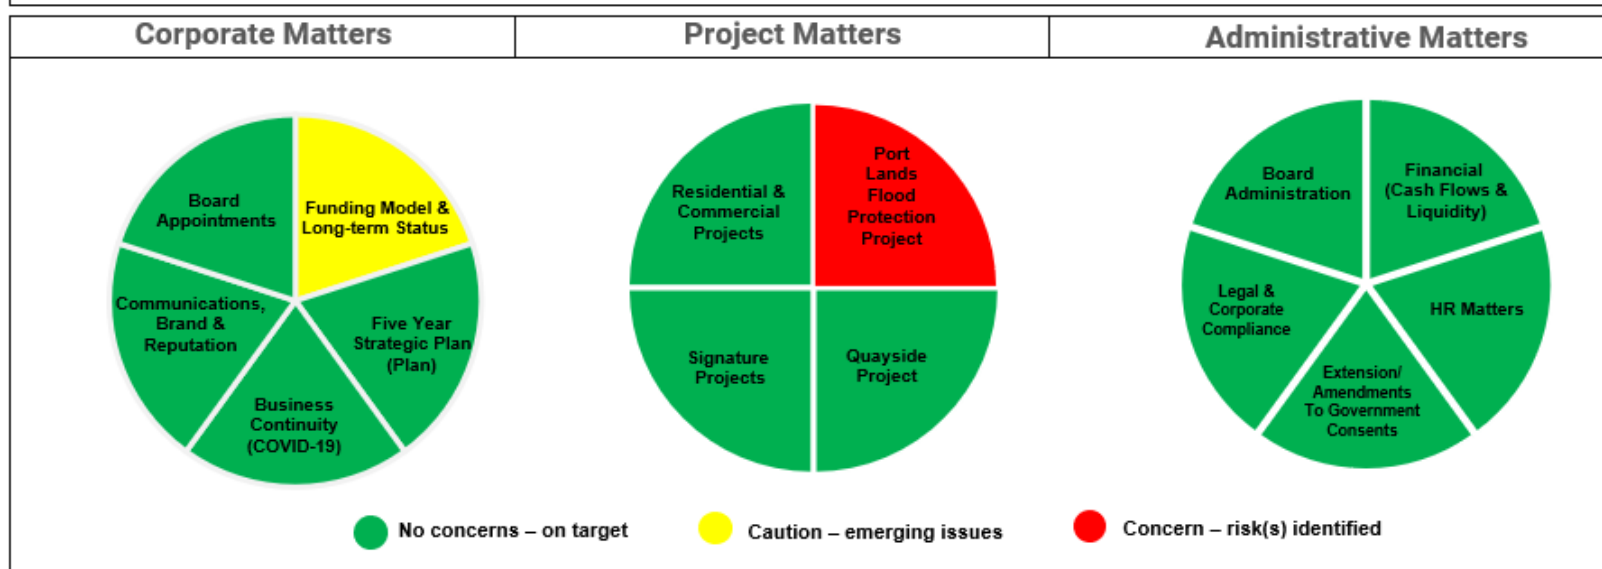 Corporate Matters
Project Matters
Administrative Matters
Board
Appointments
Funding Model &
Long-term Status
Communications,
Brand &
Reputation
Five Year
Strategic Plan
(Plan)
Business
Continuity
(COVID-19)
Residential &
Commercial
Projects
Port
Lands
Flood
Protection
Project
Signature
Projects
Quayside
Project
Board
Administration
Financial
(Cash Flows &
Liquidity)
Legal &
Corporate
Compliance
HR Matters
Extension/
Amendments
To Government
Consents
No concerns – on target
Caution – emerging issues
Concern – risk(s) identified